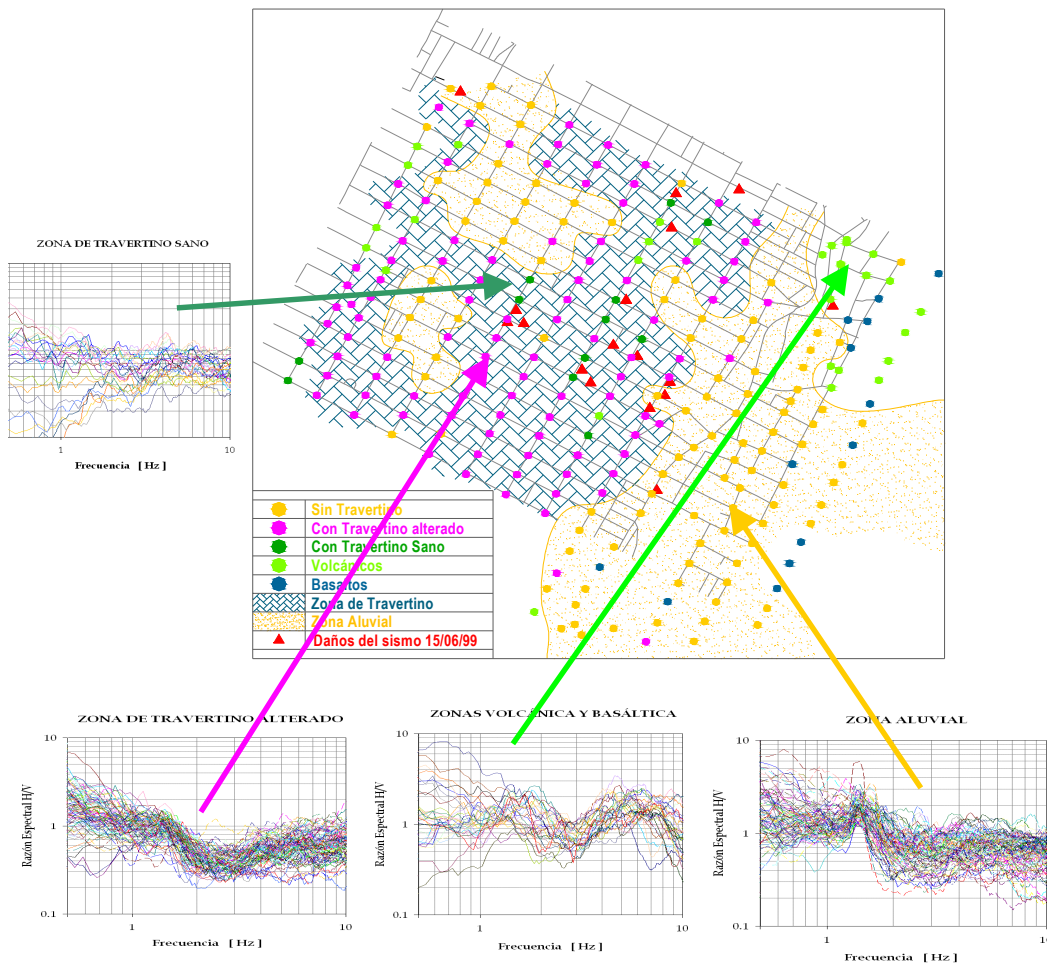 ZONA DE TRAVERTINO SANO
1
10
Frecuencia [ Hz ]
Sin Travertino
Con Travertino alterado
Con Travertino Sano
Volcánicos
Basaltos
Zona de Travertino
Zona Aluvial
Daños del sismo 15/06/99
ZONA DE TRAVERTINO ALTERADO
10
1
0.1
Razón Espectral H/V
1
10
Frecuencia [ Hz ]
ZONAS VOLCÁNICA Y BASÁLTICA
10
1
0.1
Razón Espectral H/V
1
10
Frecuencia [ Hz ]
ZONA ALUVIAL
10
1
0.1
Razón Espectral H/V
1
10
Frecuencia [ Hz ]